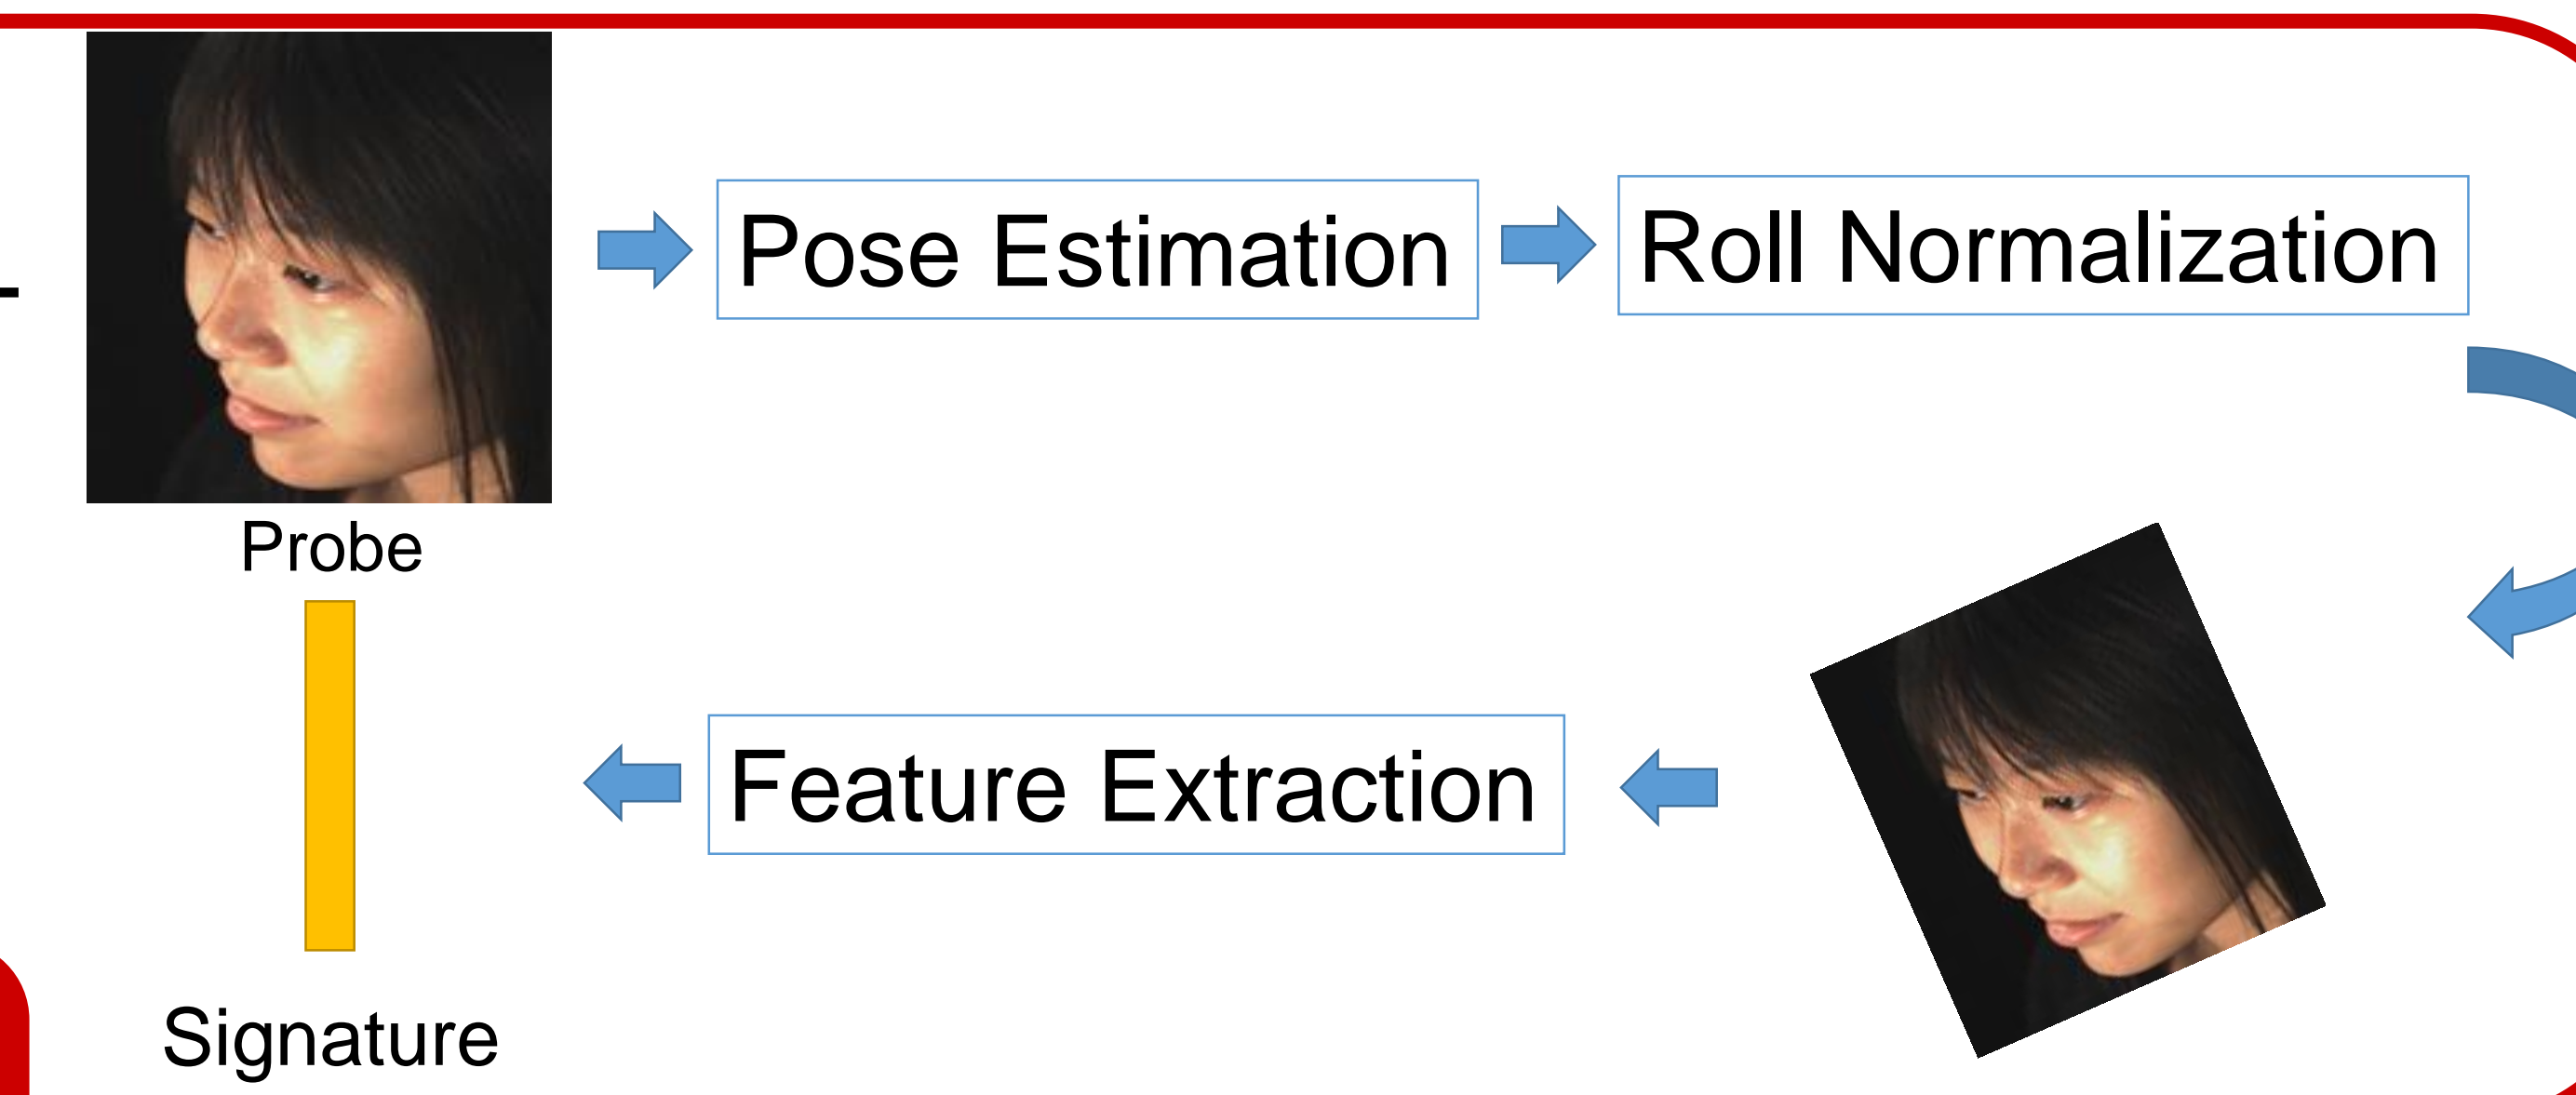 Pose Estimation
Roll Normalization
Probe
Feature Extraction
Signature